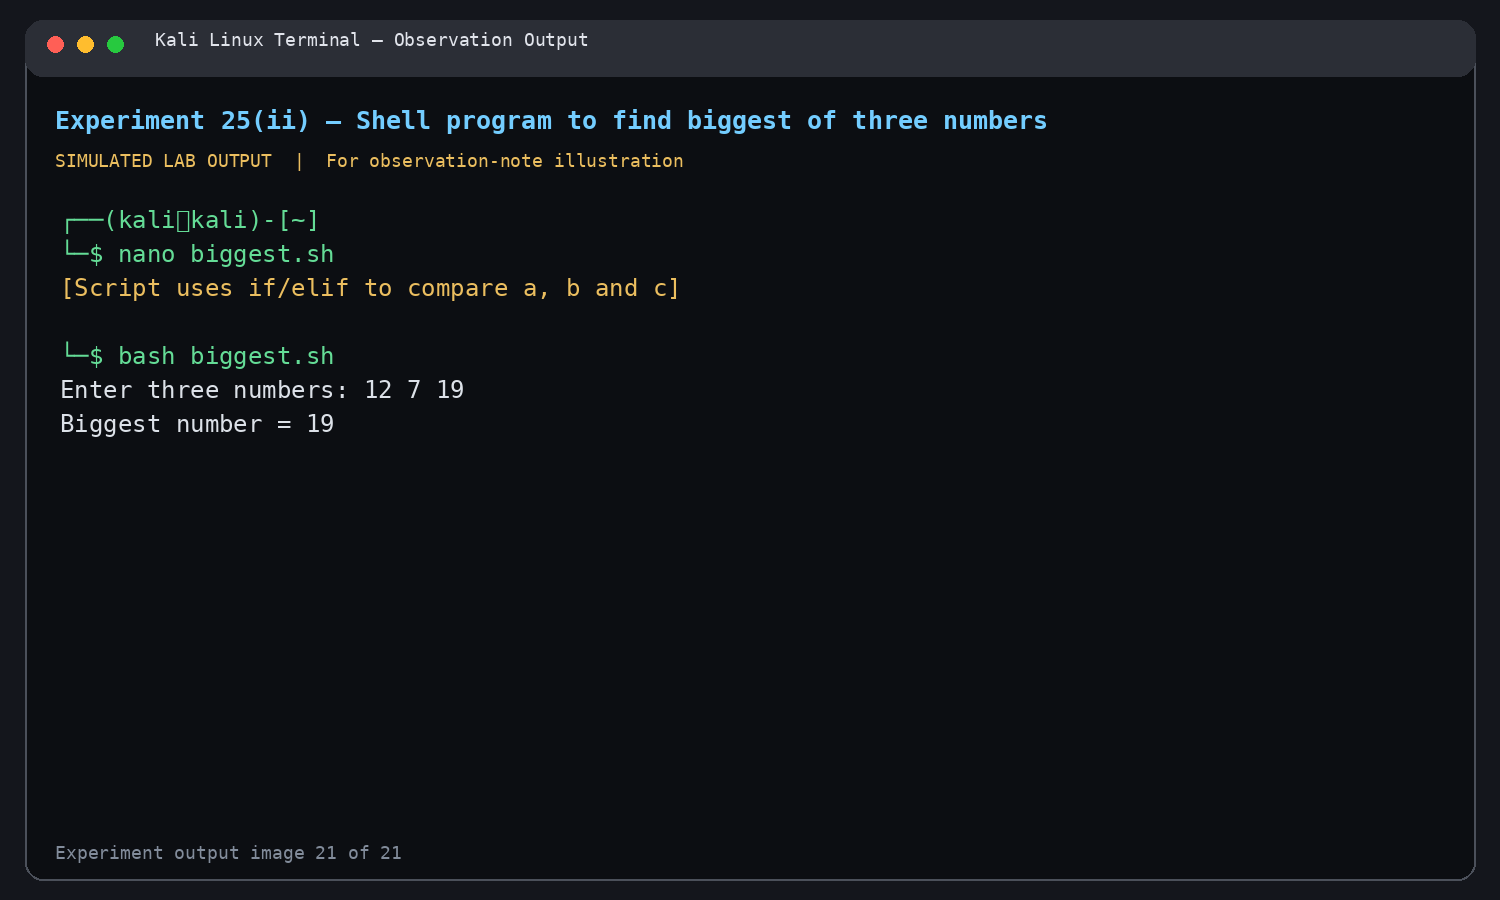 Kali Linux Terminal — Observation Output
Experiment 25(ii) — Shell program to find biggest of three numbers
SIMULATED LAB OUTPUT | For observation-note illustration
┌──(kali▯kali)-[~]
└─$ nano biggest.sh
[Script uses if/elif to compare a, b and c]
└─$ bash biggest.sh
Enter three numbers: 12 7 19
Biggest number = 19
Experiment output image 21 of 21